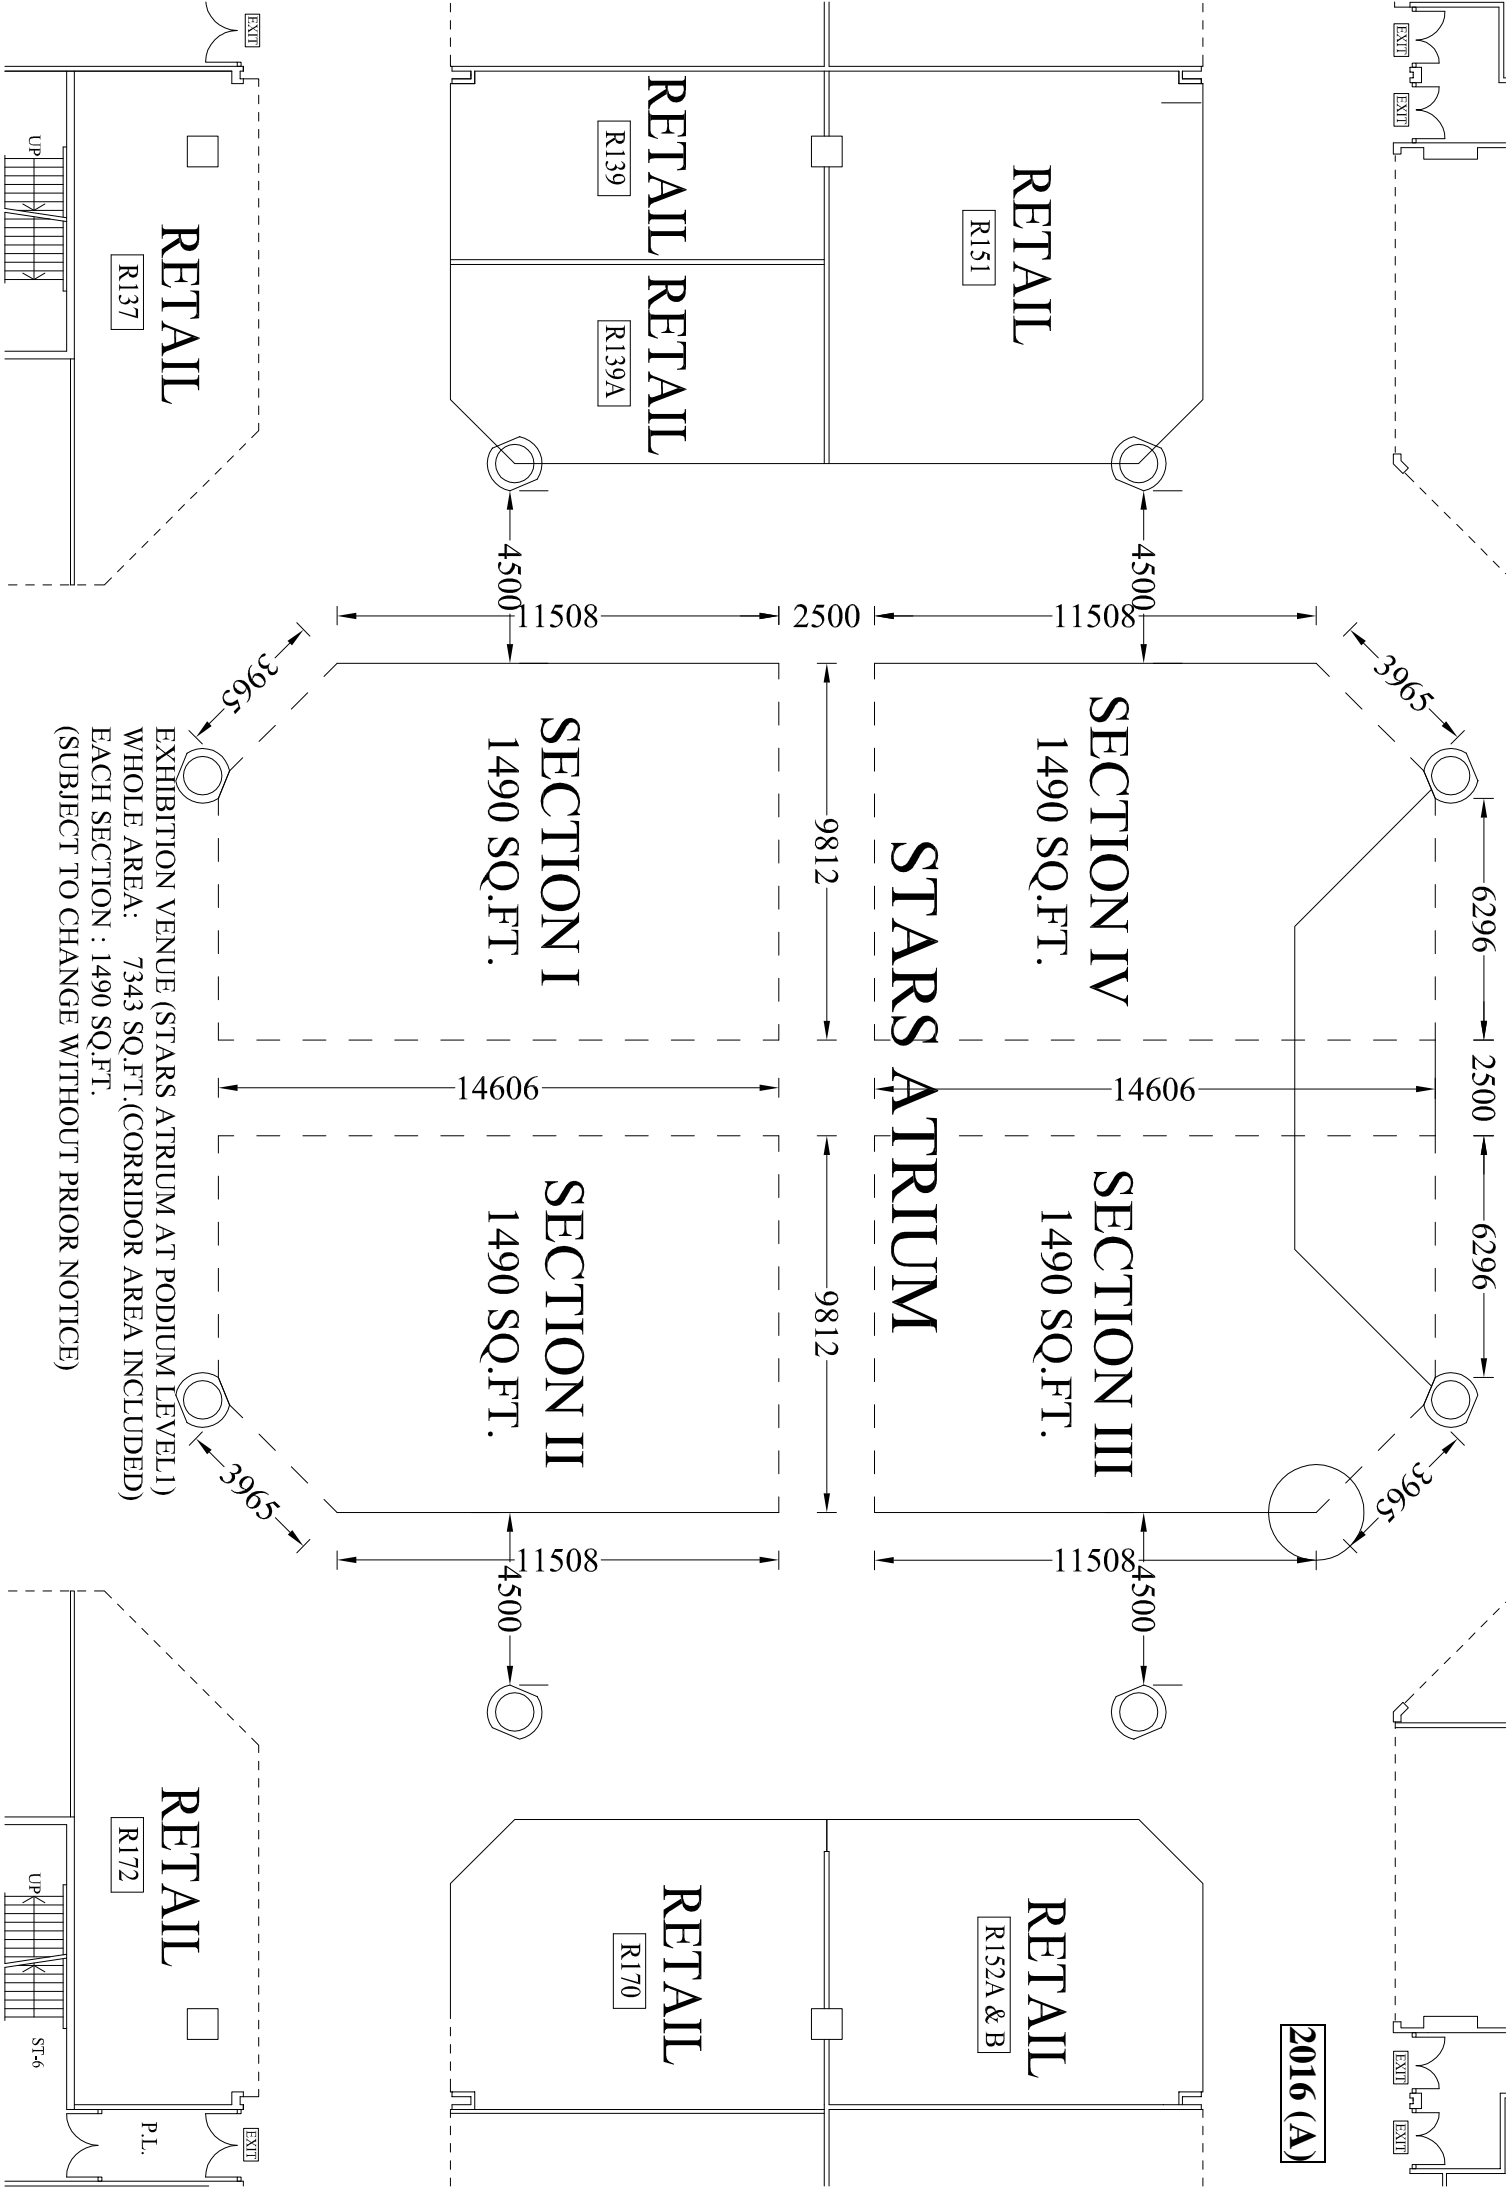 EXIT
EXIT
EXIT
UP
RETAIL
R137
RETAIL
R139
RETAIL
R139A
RETAIL
R151
4500
4500
11508
2500
11508
3965
3965
SECTION I
1490 SQ.FT.
SECTION IV
1490 SQ.FT.
9812
6296
STARS ATRIUM
14606
14606
2500
SECTION II
1490 SQ.FT.
SECTION III
1490 SQ.FT.
9812
6296
EXHIBITION VENUE (STARS ATRIUM AT PODIUM LEVEL1)
WHOLE AREA: 7343 SQ.FT.(CORRIDOR AREA INCLUDED)
EACH SECTION : 1490 SQ.FT.
(SUBJECT TO CHANGE WITHOUT PRIOR NOTICE)
3965
3965
11508
11508
4500
4500
RETAIL
R172
RETAIL
R170
RETAIL
R152A & B
UP
ST-6
P.L.
EXIT
EXIT
EXIT
2016 (A)